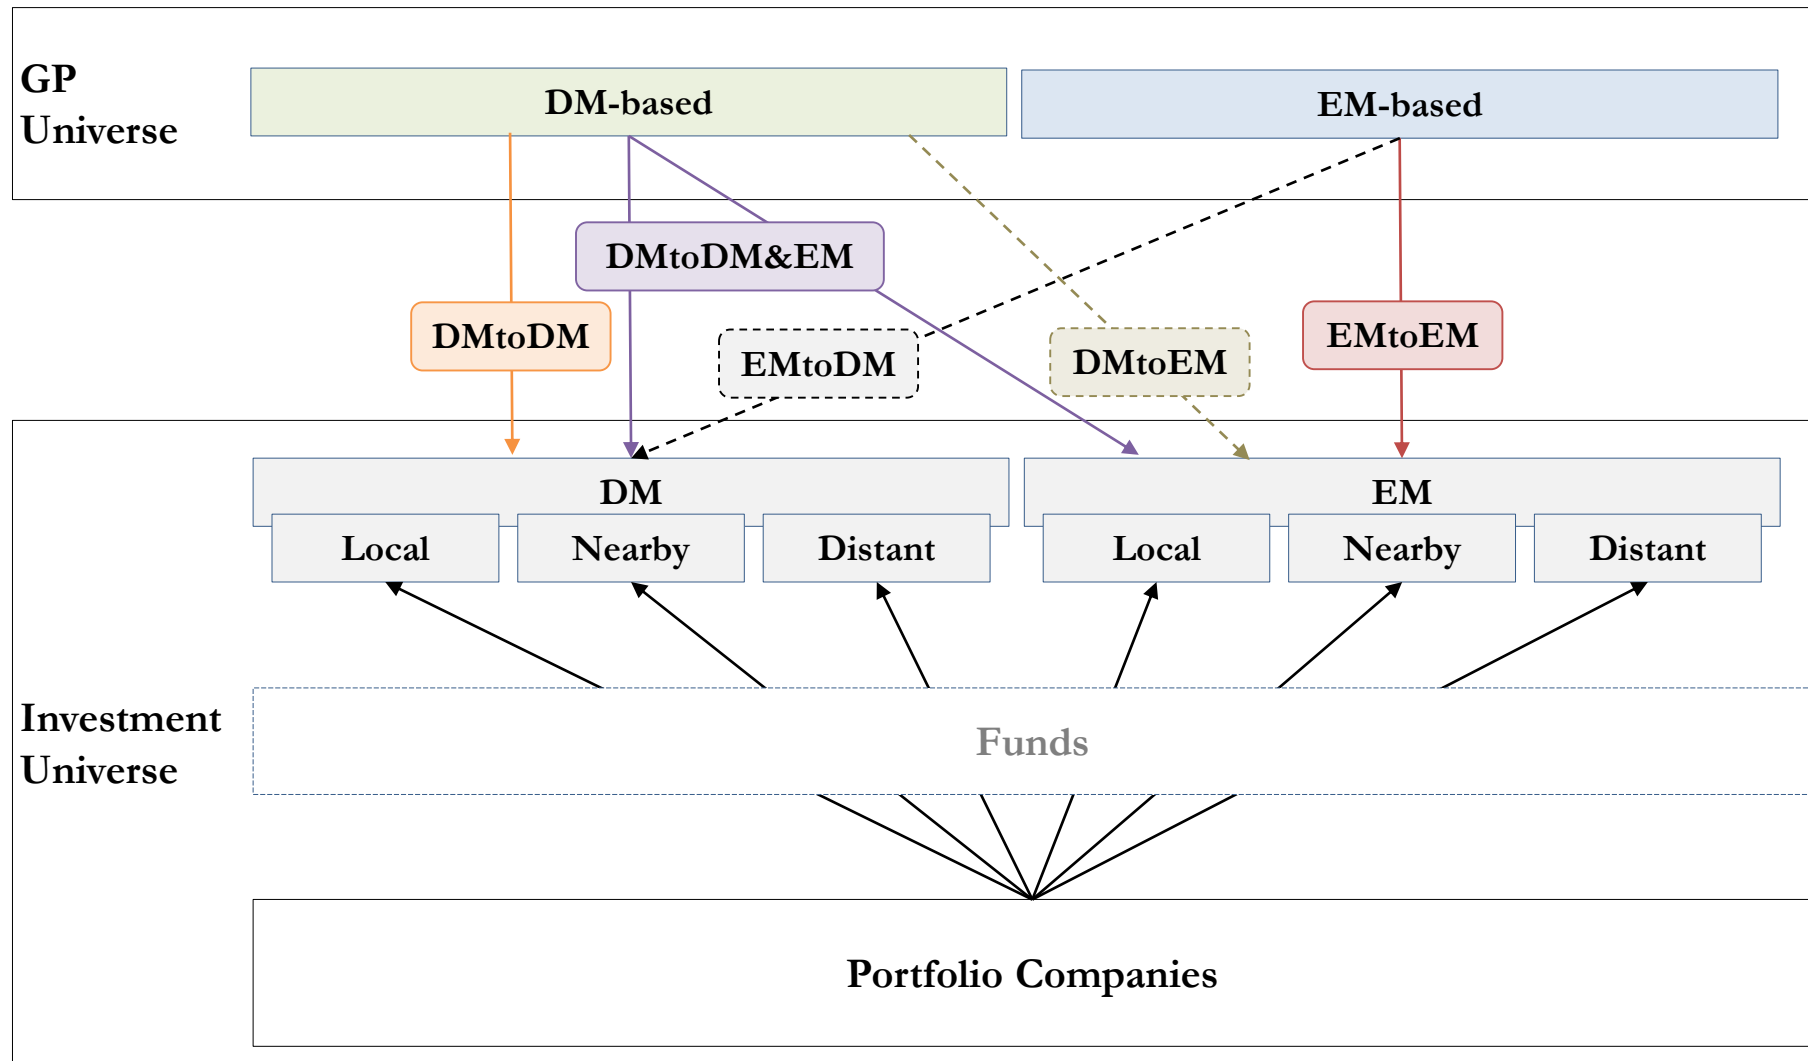 GP
Universe
DM-based
EM-based
DMtoDM&EM
DMtoDM
EMtoDM
DMtoEM
EMtoEM
DM
EM
Local
Nearby
Distant
Local
Nearby
Distant
Investment
Universe
Funds
Portfolio Companies